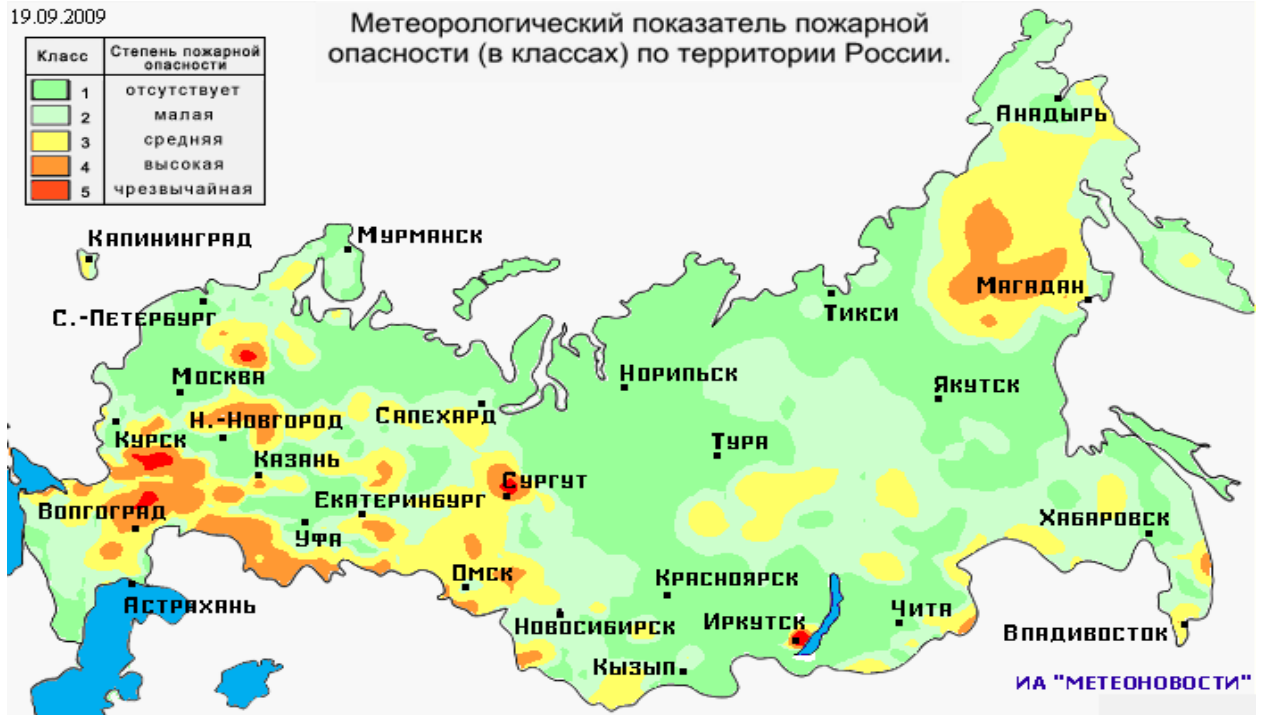 19.09.2009
Метеорологический показатель пожарной
опасности (в классах) по территории России.
Класс
Степень пожарной
опасности
1 отсутствует
2 малая
3 средняя
4 высокая
5 чрезвычайная
Анадырь
Калининград
Мурманск
Магадан
С.-Петербург
Тикси
Москва
Норильск
Якутск
Салехард
Н.-Новгород
Курск
Тура
Казань
Сургут
Екатеринбург
Волгоград
Хабаровск
Уфа
Омск
Красноярск
Астрахань
Чита
Новосибирск
Иркутск
Владивосток
Кызыл
ИА "МЕТЕОНОВОСТИ"